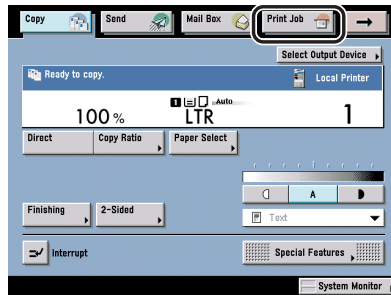 Copy Send Mail Box Print Job
Select Output Device
Ready to copy. Local Printer
Auto
100 % LTR 1
Direct Copy Ratio Paper Select
A
Finishing 2-Sided Text
Interrupt Special Features
System Monitor